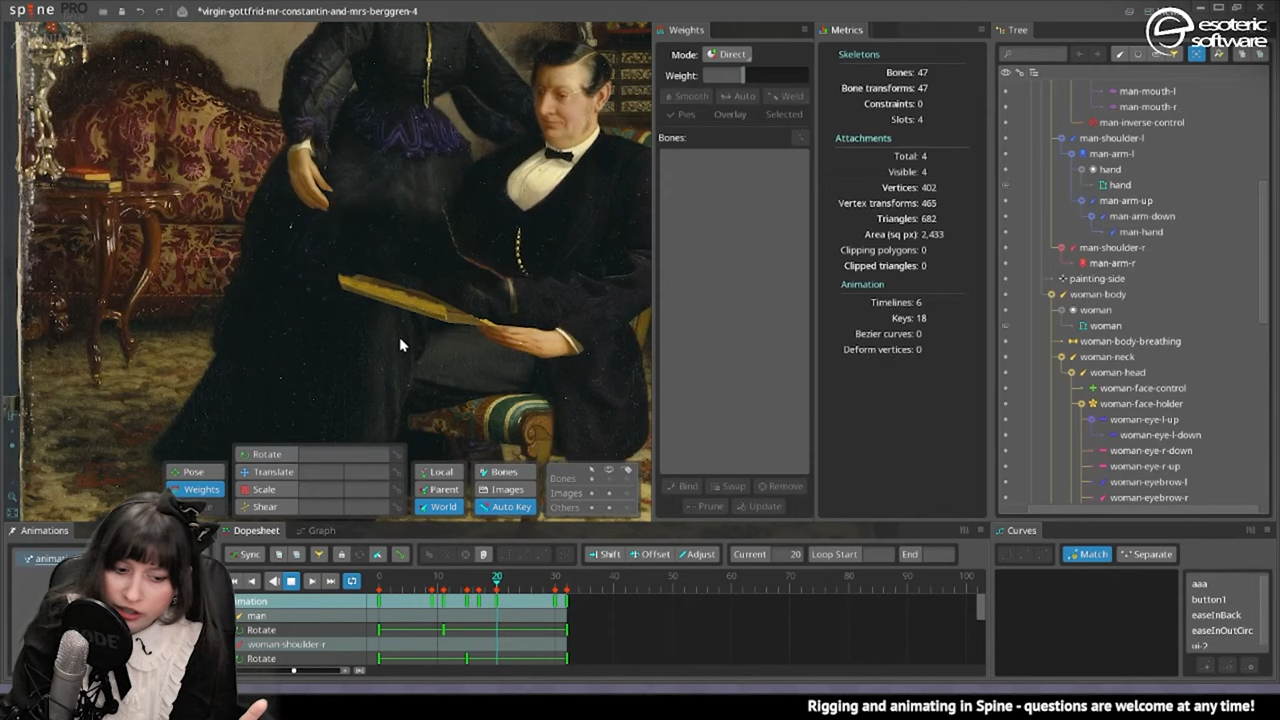 spine PRO
*virgin-gottfrid-mr-constantin-and-mrs-berggren-4
esoteric
software
Weights
Mode: Direct
Weight:
Smooth Auto Weld
Pies Overlay Selected
Bones:
Bind Swap Remove
Prune Update
Metrics
Skeletons
Bones: 47
Bone transforms: 47
Constraints: 0
Slots: 4
Attachments
Total: 4
Visible: 4
Vertices: 402
Vertex transforms: 465
Triangles: 682
Area (sq px): 2,433
Clipping polygons: 0
Clipped triangles: 0
Animation
Timelines: 6
Keys: 18
Bezier curves: 0
Deform vertices: 0
Tree
man-mouth-l
man-mouth-r
man-inverse-control
man-shoulder-l
man-arm-l
hand
hand
man-arm-up
man-arm-down
man-hand
man-shoulder-r
man-arm-r
painting-side
woman-body
woman
woman
woman-body-breathing
woman-neck
woman-head
woman-face-control
woman-face-holder
woman-eye-l-up
woman-eye-l-down
woman-eye-r-down
woman-eye-r-up
woman-eyebrow-l
woman-eyebrow-r
Pose
Weights
Rotate
Translate
Scale
Shear
Local
Parent
World
Bones
Images
Auto Key
Bones
Images
Others
Animations
Dopesheet Graph
Sync
Shift Offset Adjust
Current 20 Loop Start End
0 10 20 30 40 50 60 70 80 90 100
man
Rotate
woman-shoulder-r
Rotate
Curves
Match Separate
aaa
button1
easeInBack
easeInOutCirc
ui-2
Rigging and animating in Spine - questions are welcome at any time!